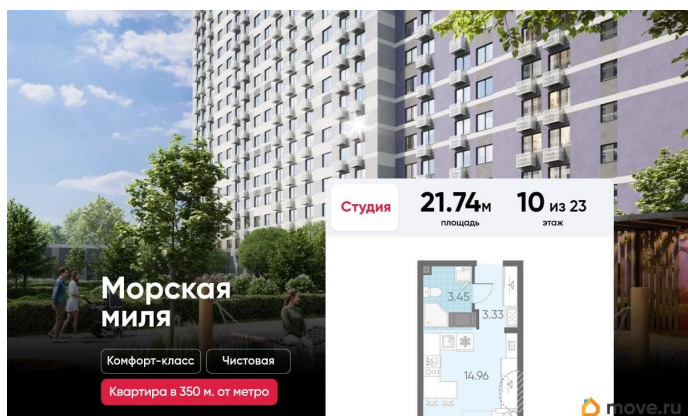 Студия
21.74м
площадь
10 из 23
этаж
3.45
3.33
14.96
Морская
миля
Комфорт-класс
Чистовая
Квартира в 350 м. от метро
move.ru